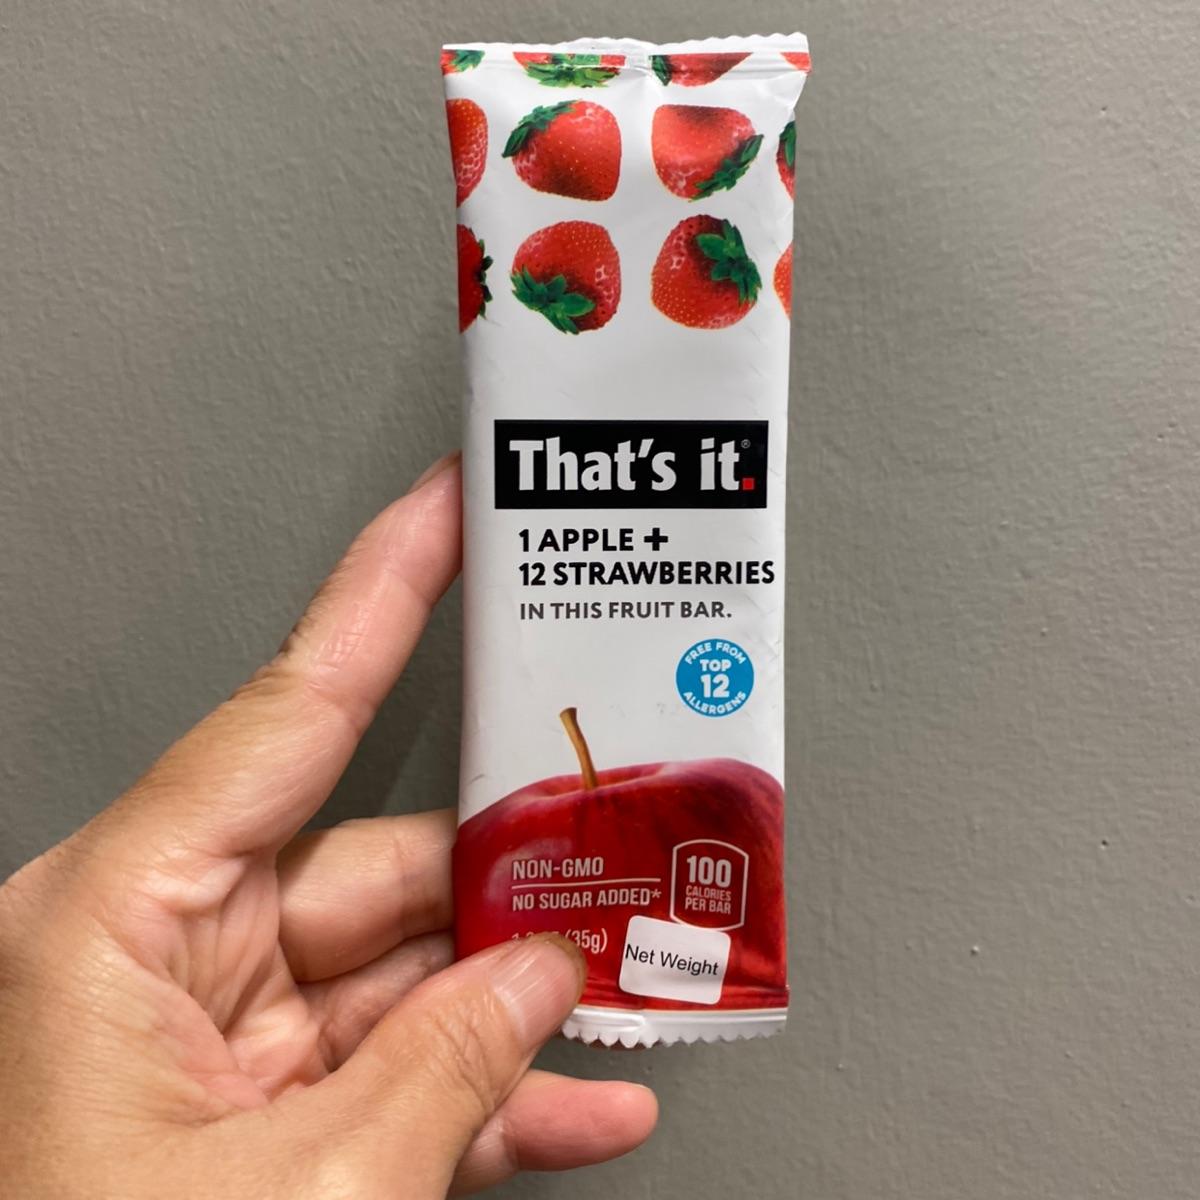 That's it.®
1 APPLE +
12 STRAWBERRIES
IN THIS FRUIT BAR.
FREE FROM
TOP
12
ALLERGENS
NON-GMO
NO SUGAR ADDED*
100
CALORIES
PER BAR
(35g)
Net Weight